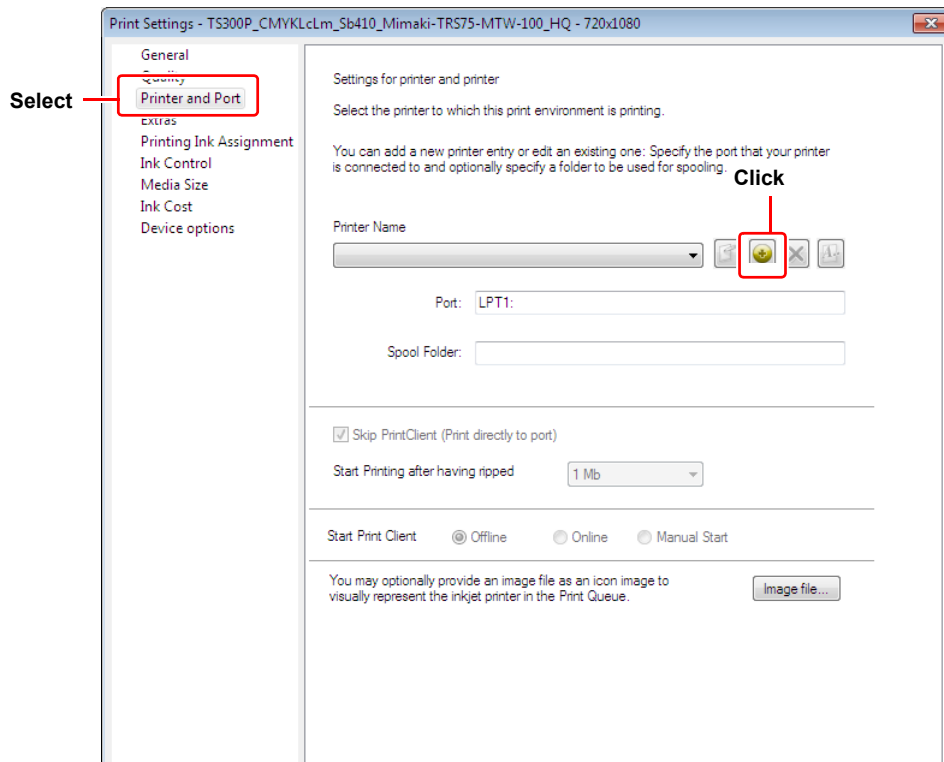 Print Settings - TS300P_CMYKLcLm_Sb410_Mimaki-TRS75-MTW-100_HQ - 720x1080
General
Quality
Select
Printer and Port
Extras
Printing Ink Assignment
Ink Control
Media Size
Ink Cost
Device options
Settings for printer and printer
Select the printer to which this print environment is printing.
You can add a new printer entry or edit an existing one: Specify the port that your printer
is connected to and optionally specify a folder to be used for spooling.
Click
Printer Name
Port: LPT1:
Spool Folder:
Skip PrintClient (Print directly to port)
Start Printing after having ripped 1 Mb
Start Print Client Offline Online Manual Start
You may optionally provide an image file as an icon image to
visually represent the inkjet printer in the Print Queue.
Image file...